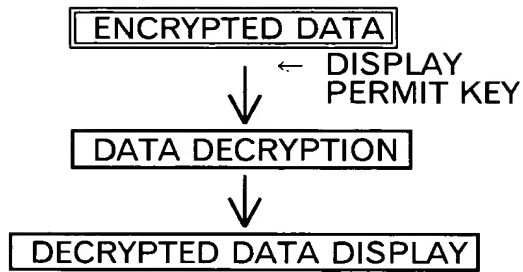 ENCRYPTED DATA
← DISPLAY
PERMIT KEY
DATA DECRYPTION
DECRYPTED DATA DISPLAY